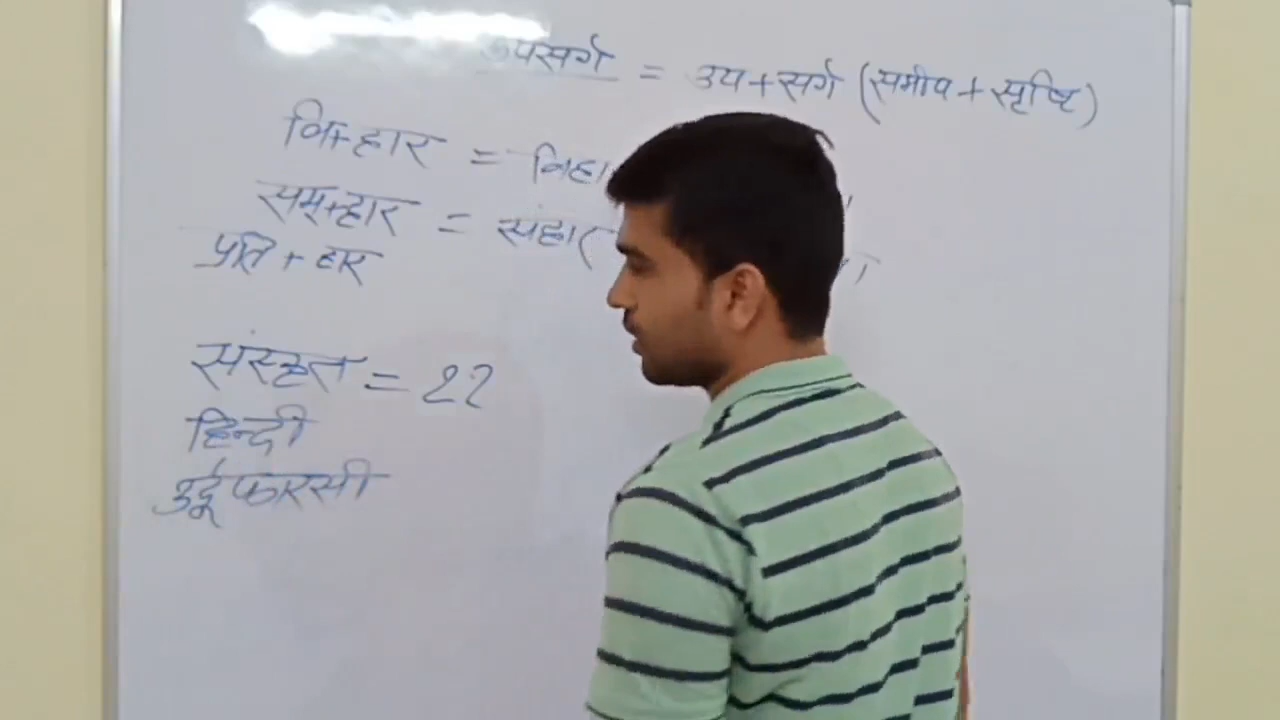 उपसर्ग = उप+सर्ग (समीप + सृष्टि)
वि+हार = विहा
सम्+हार = संहार
प्रति + हार
संस्कृत = 22
हिन्दी
उर्दू फारसी